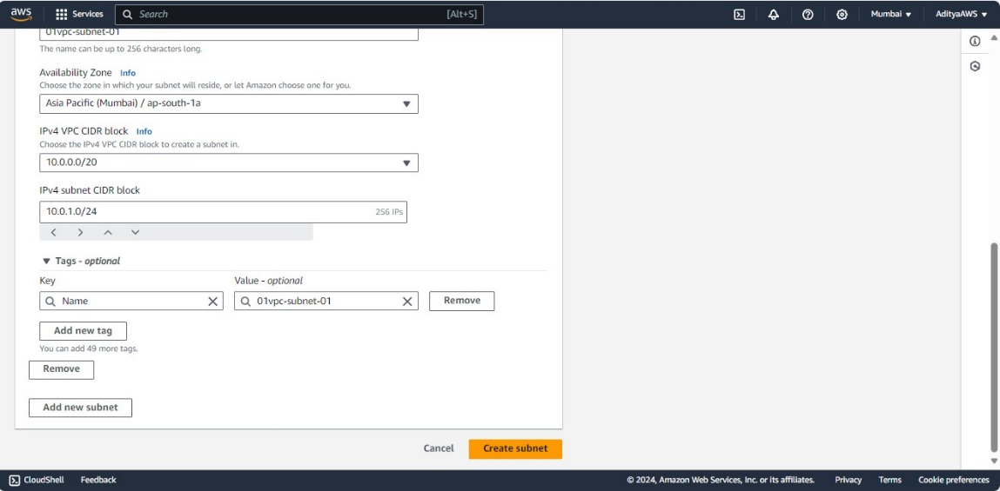 aws
Services
Search
[Alt+S]
Mumbai
AdityaAWS
01vpc-subnet-01
The name can be up to 256 characters long.
Availability Zone Info
Choose the zone in which your subnet will reside, or let Amazon choose one for you.
Asia Pacific (Mumbai) / ap-south-1a
IPv4 VPC CIDR block Info
Choose the IPv4 VPC CIDR block to create a subnet in.
10.0.0.0/20
IPv4 subnet CIDR block
10.0.1.0/24
256 IPs
Tags - optional
Key
Value - optional
Name
01vpc-subnet-01
Remove
Add new tag
You can add 49 more tags.
Remove
Add new subnet
Cancel
Create subnet
CloudShell
Feedback
© 2024, Amazon Web Services, Inc. or its affiliates.
Privacy
Terms
Cookie preferences